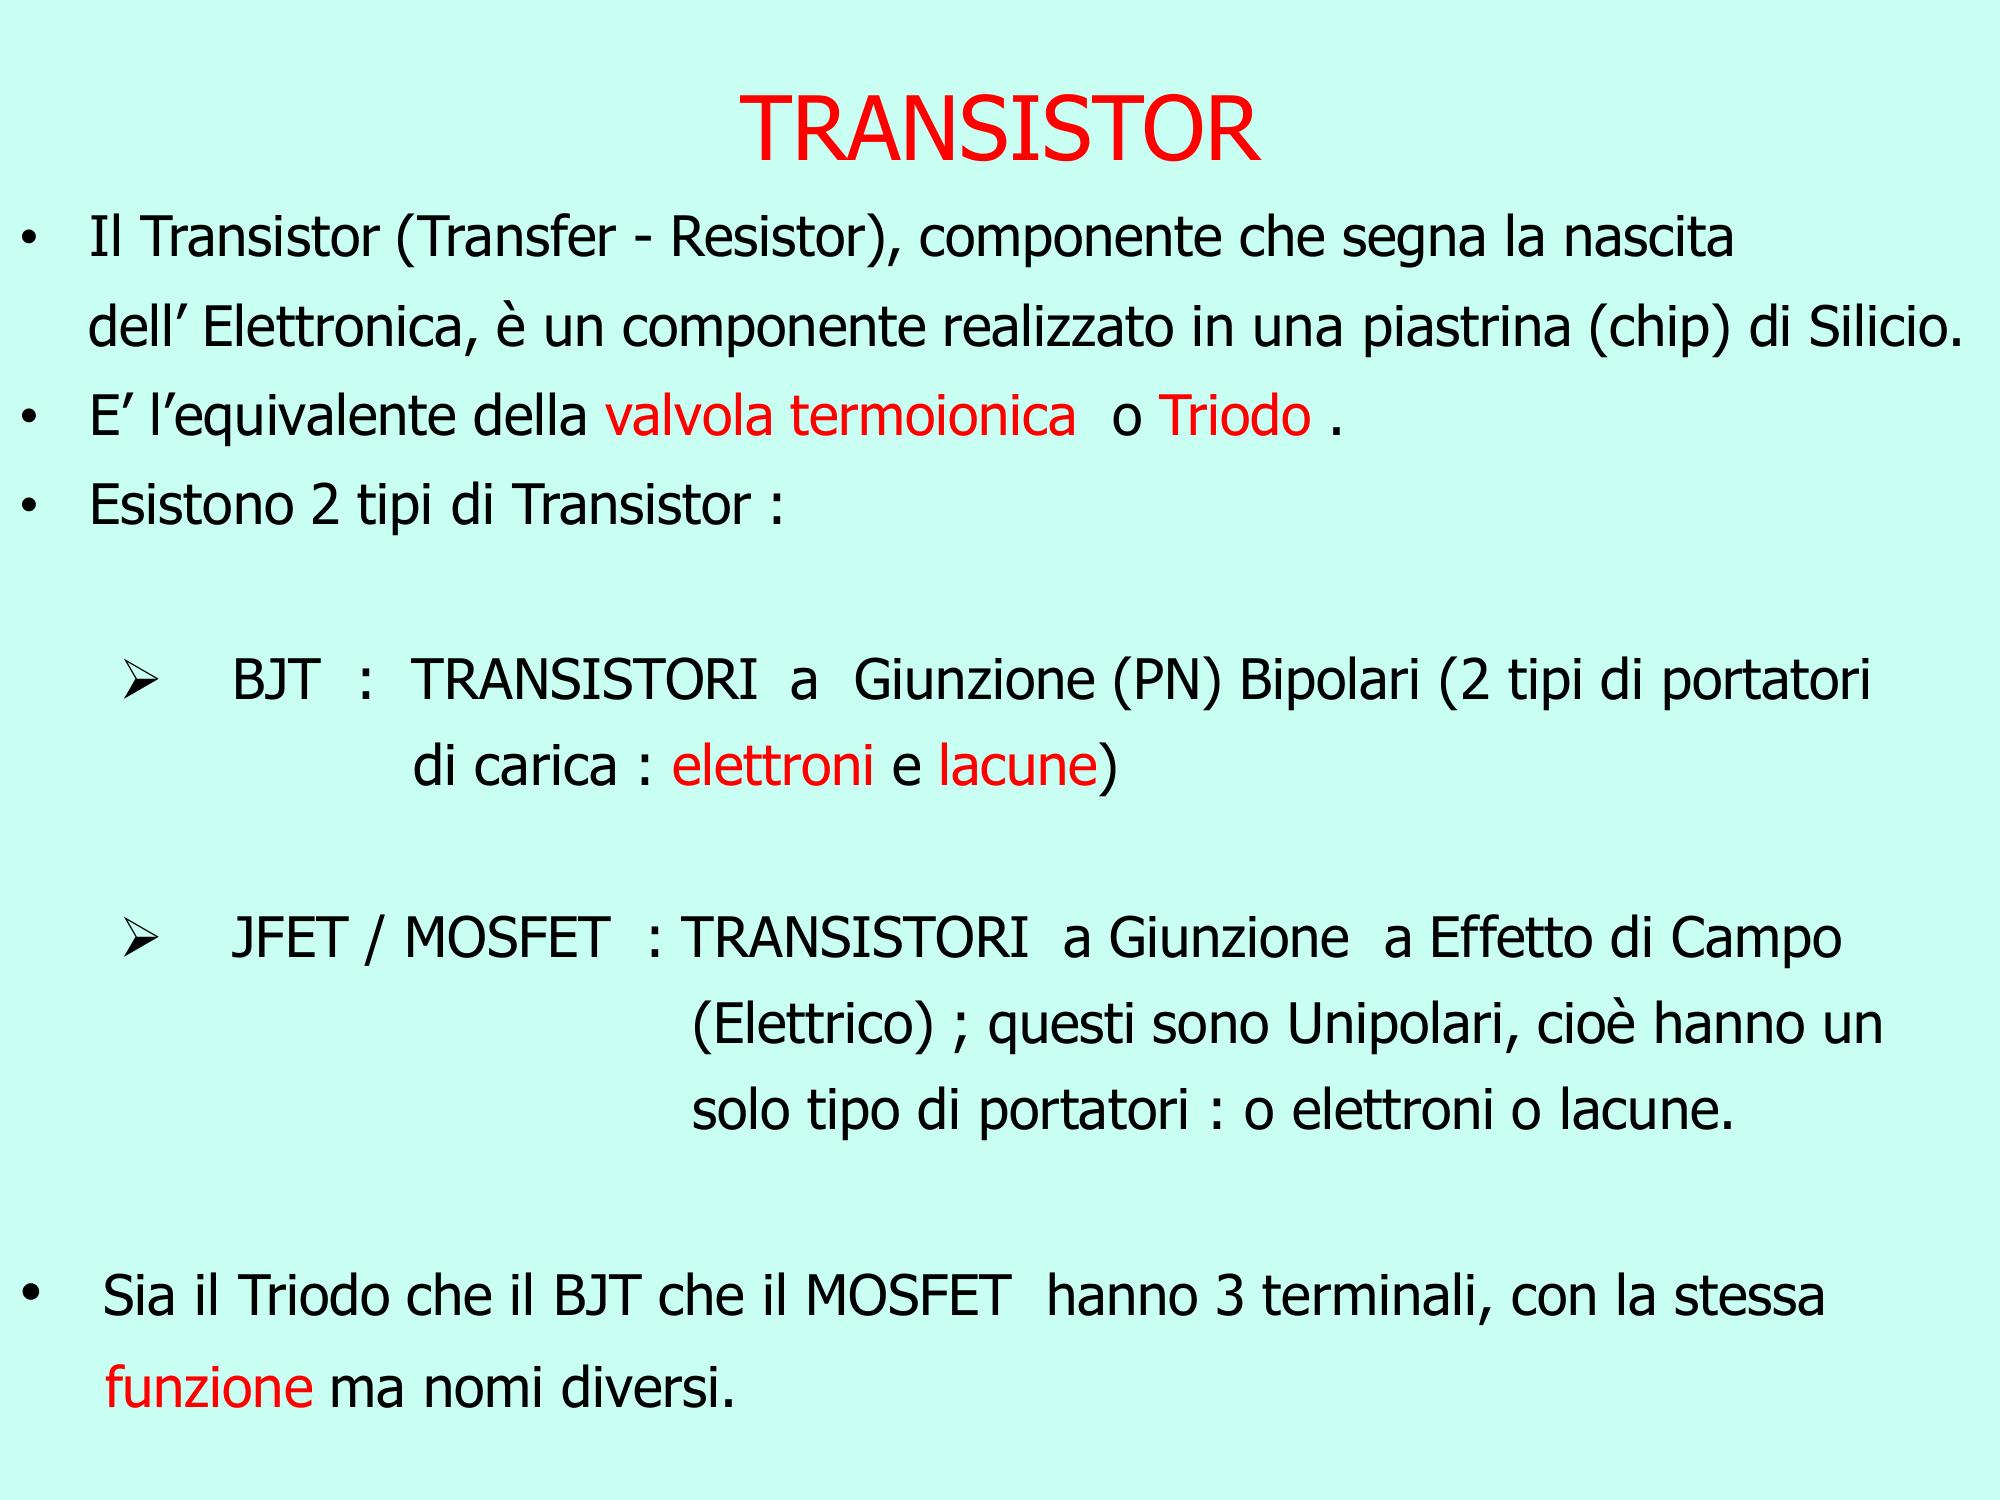 TRANSISTOR
• Il Transistor (Transfer - Resistor), componente che segna la nascita
dell’ Elettronica, è un componente realizzato in una piastrina (chip) di Silicio.
• E’ l’equivalente della valvola termoionica o Triodo .
• Esistono 2 tipi di Transistor :
➢ BJT : TRANSISTORI a Giunzione (PN) Bipolari (2 tipi di portatori
di carica : elettroni e lacune)
➢ JFET / MOSFET : TRANSISTORI a Giunzione a Effetto di Campo
(Elettrico) ; questi sono Unipolari, cioè hanno un
solo tipo di portatori : o elettroni o lacune.
• Sia il Triodo che il BJT che il MOSFET hanno 3 terminali, con la stessa
funzione ma nomi diversi.